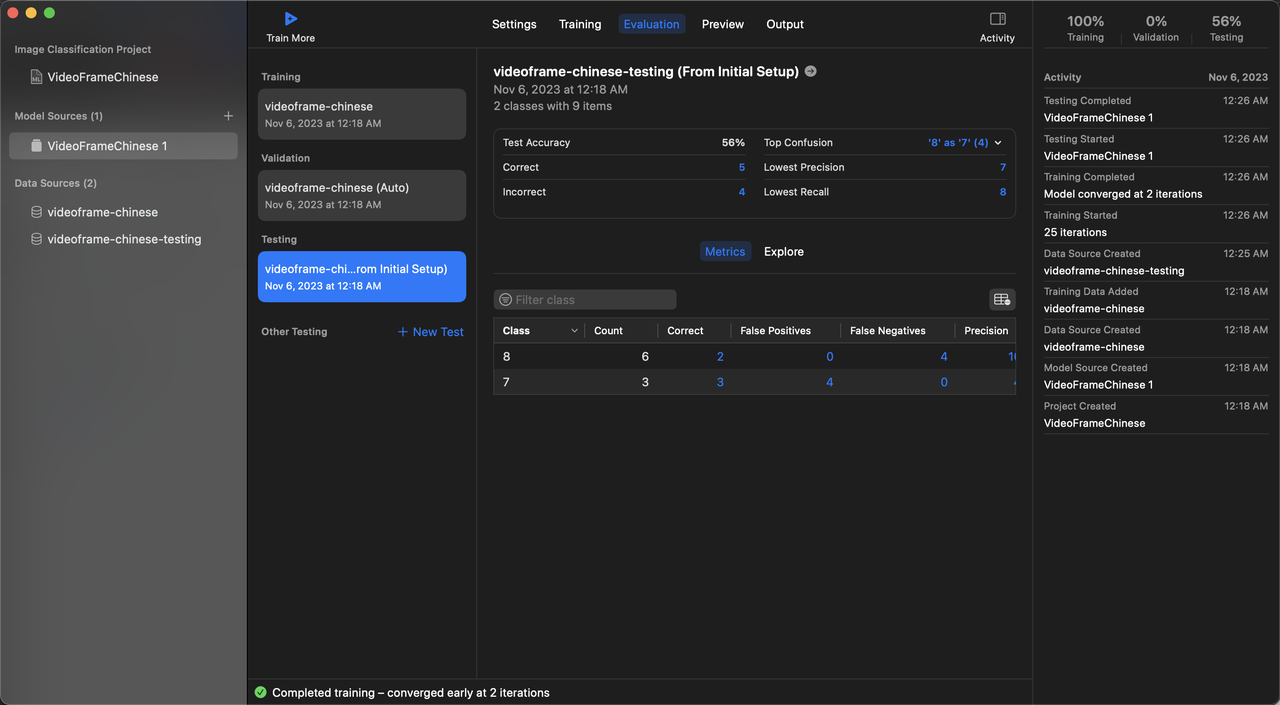 Image Classification Project
VideoFrameChinese
Model Sources (1)
VideoFrameChinese 1
Data Sources (2)
videoframe-chinese
videoframe-chinese-testing
Train More
Settings
Training
Evaluation
Preview
Output
Activity
Training
videoframe-chinese
Nov 6, 2023 at 12:18 AM
Validation
videoframe-chinese (Auto)
Nov 6, 2023 at 12:18 AM
Testing
videoframe-chi...rom Initial Setup)
Nov 6, 2023 at 12:18 AM
Other Testing
+ New Test
videoframe-chinese-testing (From Initial Setup)
Nov 6, 2023 at 12:18 AM
2 classes with 9 items
Test Accuracy 56%
Correct 5
Incorrect 4
Top Confusion '8' as '7' (4)
Lowest Precision 7
Lowest Recall 8
Metrics
Explore
Filter class
Class Count Correct False Positives False Negatives Precision
8 6 2 0 4
7 3 3 4 0
Completed training – converged early at 2 iterations
100% 0% 56%
Training Validation Testing
Activity Nov 6, 2023
Testing Completed 12:26 AM
VideoFrameChinese 1
Testing Started 12:26 AM
VideoFrameChinese 1
Training Completed 12:26 AM
Model converged at 2 iterations
Training Started 12:26 AM
25 iterations
Data Source Created 12:25 AM
videoframe-chinese-testing
Training Data Added 12:18 AM
videoframe-chinese
Data Source Created 12:18 AM
videoframe-chinese
Model Source Created 12:18 AM
VideoFrameChinese 1
Project Created 12:18 AM
VideoFrameChinese